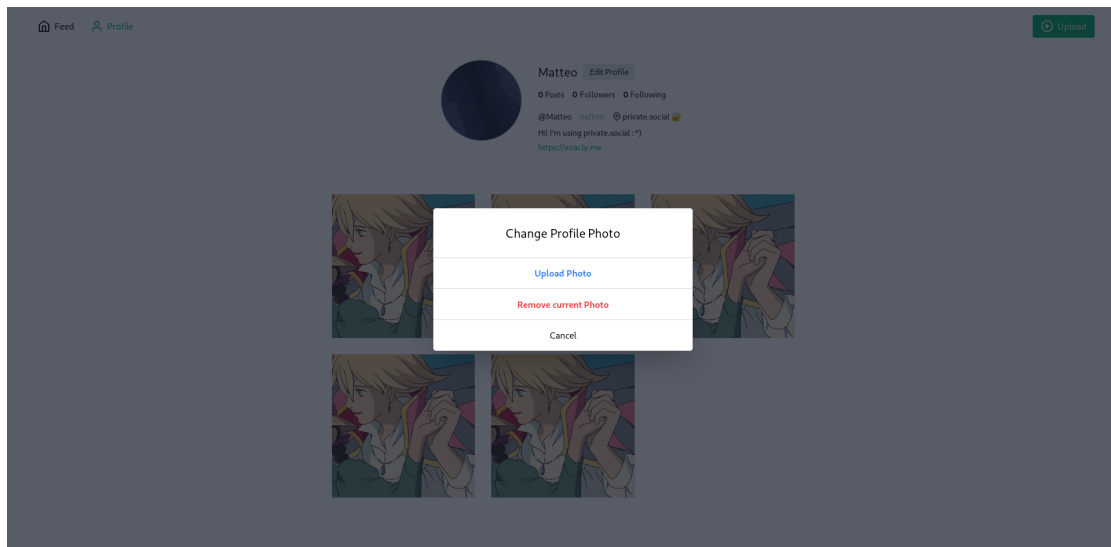 Feed Profile Upload
Matteo Edit Profile
0 Posts 0 Followers 0 Following
@Matteo he/him private.social 🔐
Hi! I'm using private.social :^)
https://xnacly.me
Change Profile Photo
Upload Photo
Remove current Photo
Cancel